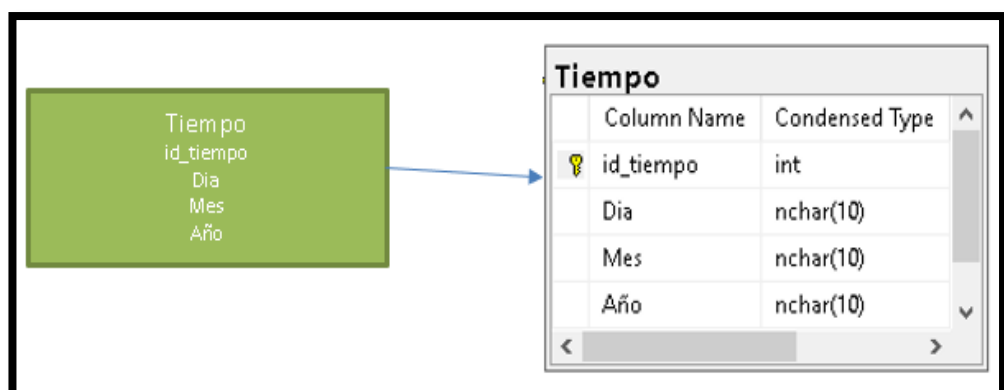 Tiempo
id_tiempo
Dia
Mes
Año
Tiempo
Column Name Condensed Type
id_tiempo int
Dia nchar(10)
Mes nchar(10)
Año nchar(10)